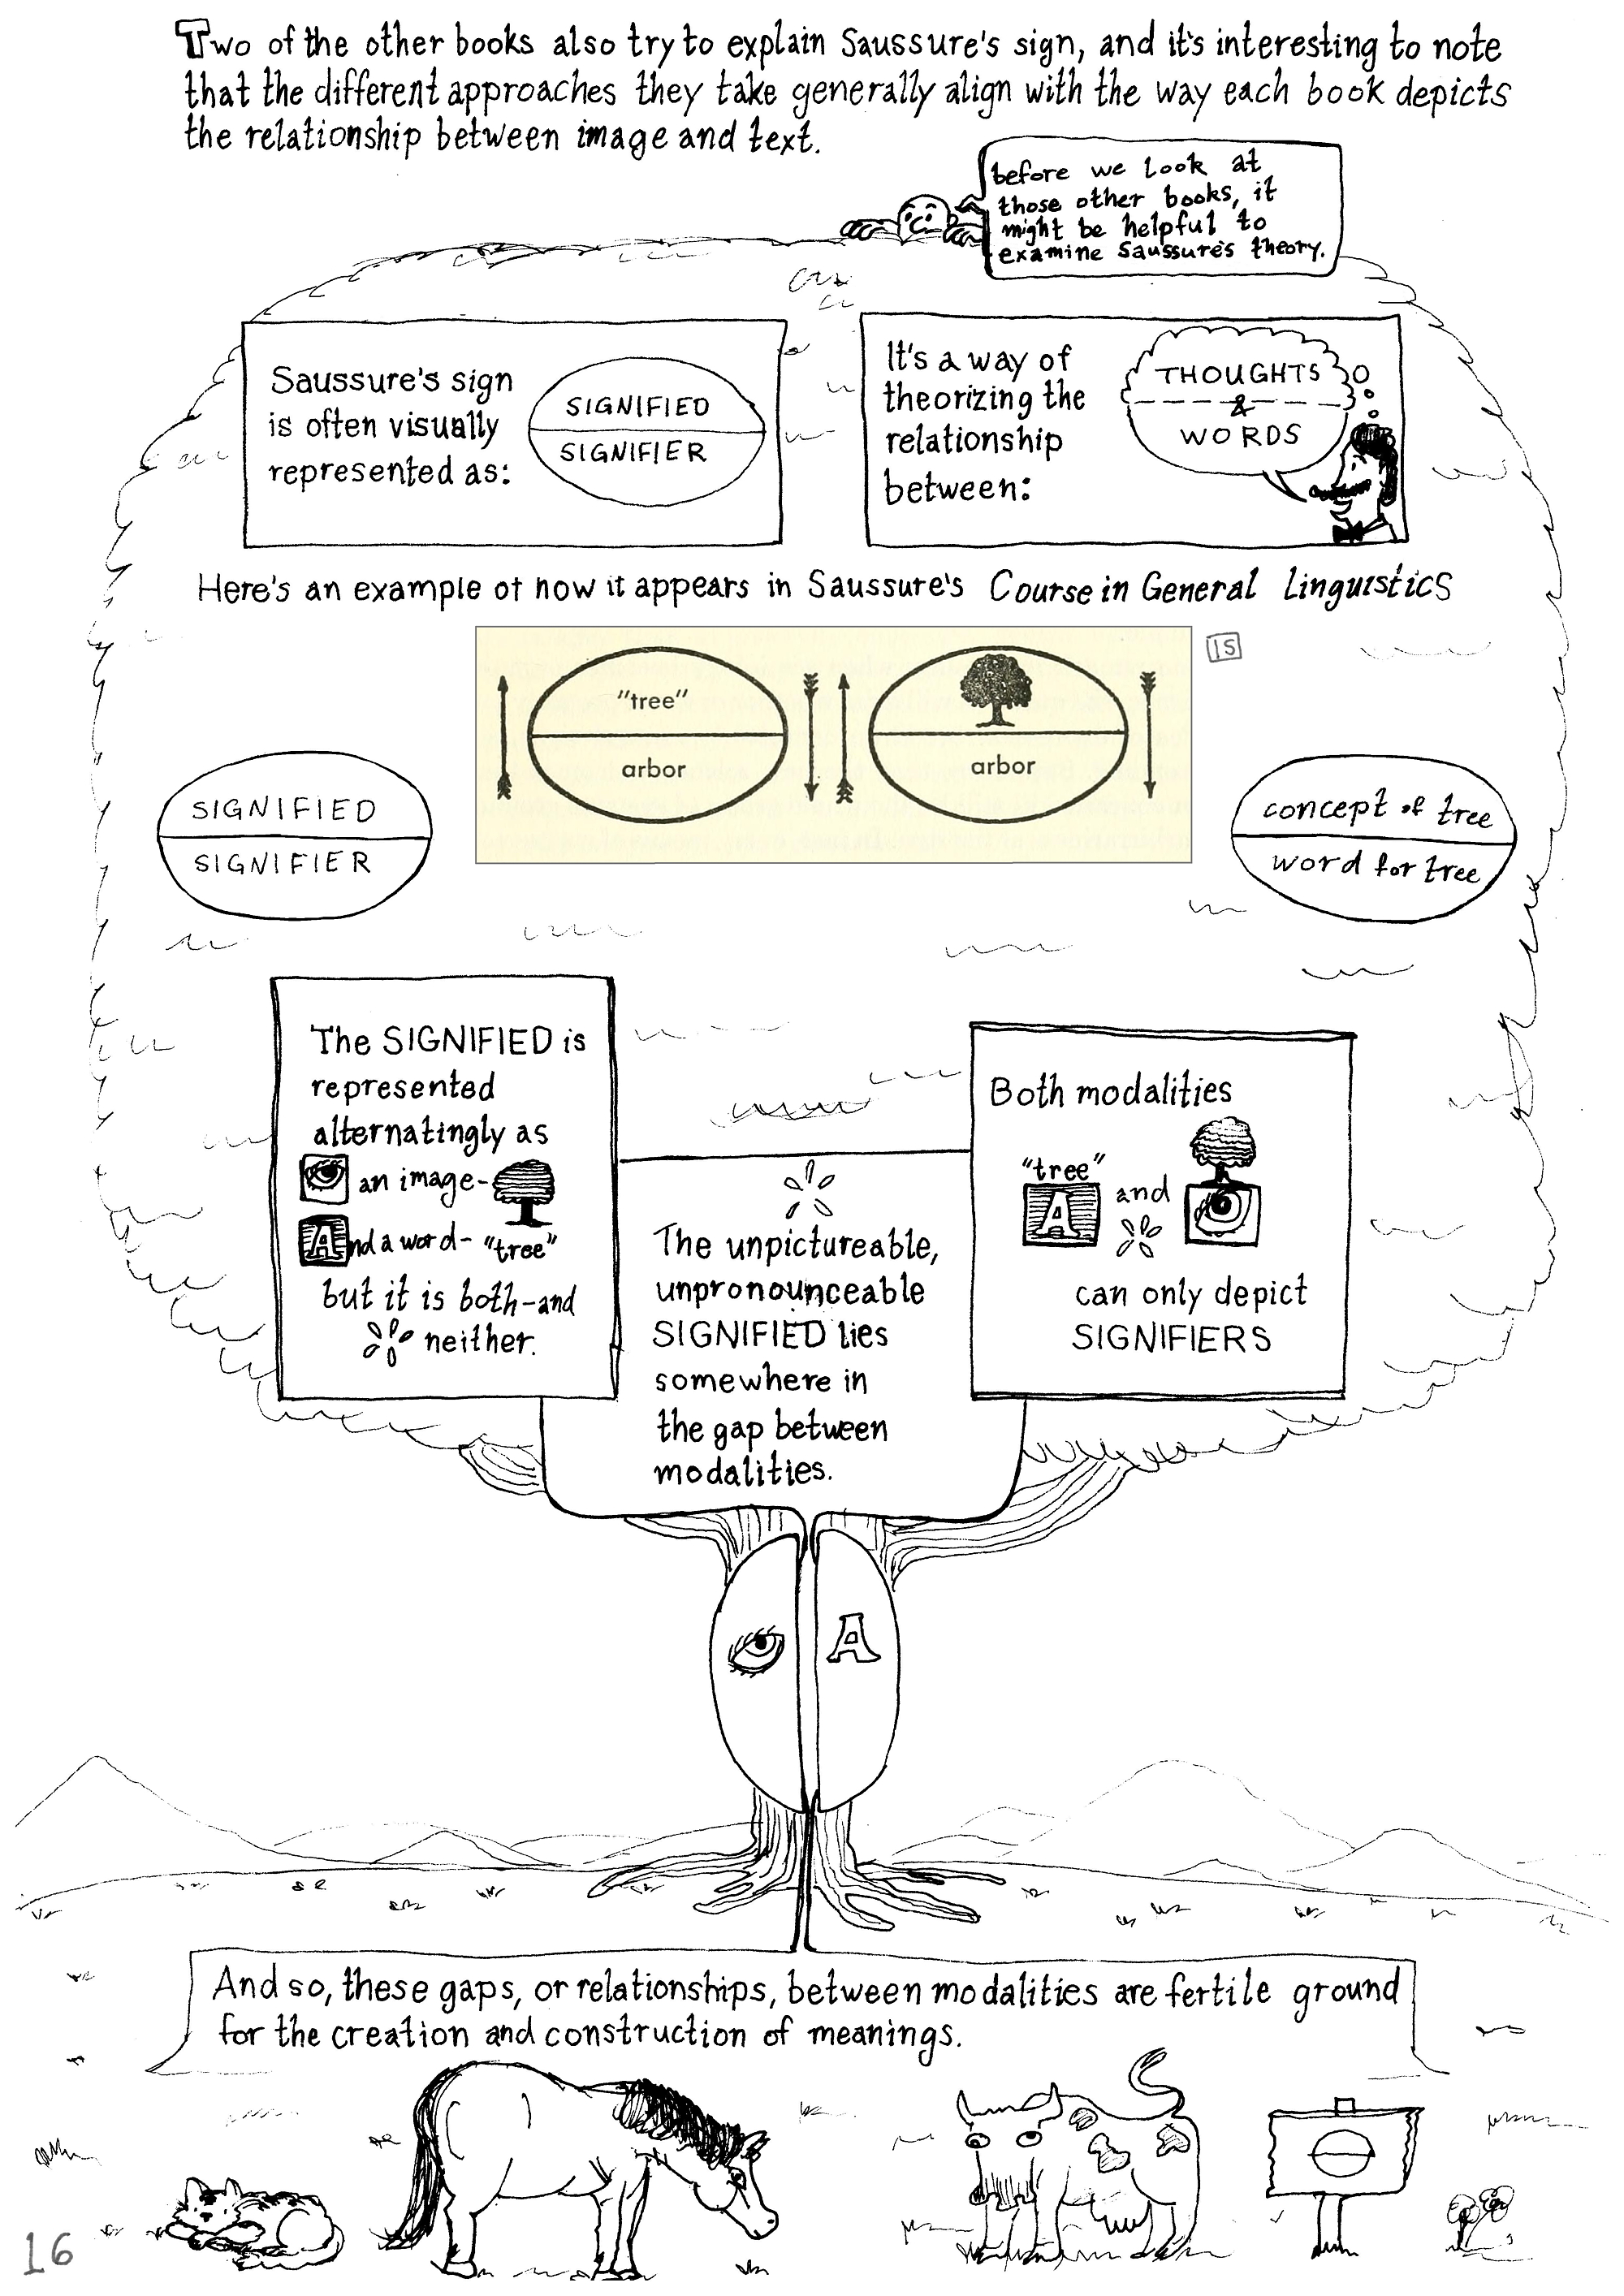 Two of the other books also try to explain Saussure's sign, and it's interesting to note
that the different approaches they take generally align with the way each book depicts
the relationship between image and text.
before we look at
those other books, it
might be helpful to
examine Saussure's theory.
Saussure's sign
is often visually
represented as:
SIGNIFIED
SIGNIFIER
It's a way of
theorizing the
relationship
between:
THOUGHTS
&
WORDS
Here's an example of how it appears in Saussure's Course in General Linguistics
"tree"
arbor
arbor
15
SIGNIFIED
SIGNIFIER
concept of tree
word for tree
The SIGNIFIED is
represented
alternatingly as
an image-
And a word- "tree"
but it is both-and
neither.
The unpictureable,
unpronounceable
SIGNIFIED lies
somewhere in
the gap between
modalities.
Both modalities
"tree"
A and
can only depict
SIGNIFIERS
A
And so, these gaps, or relationships, between modalities are fertile ground
for the creation and construction of meanings.
16